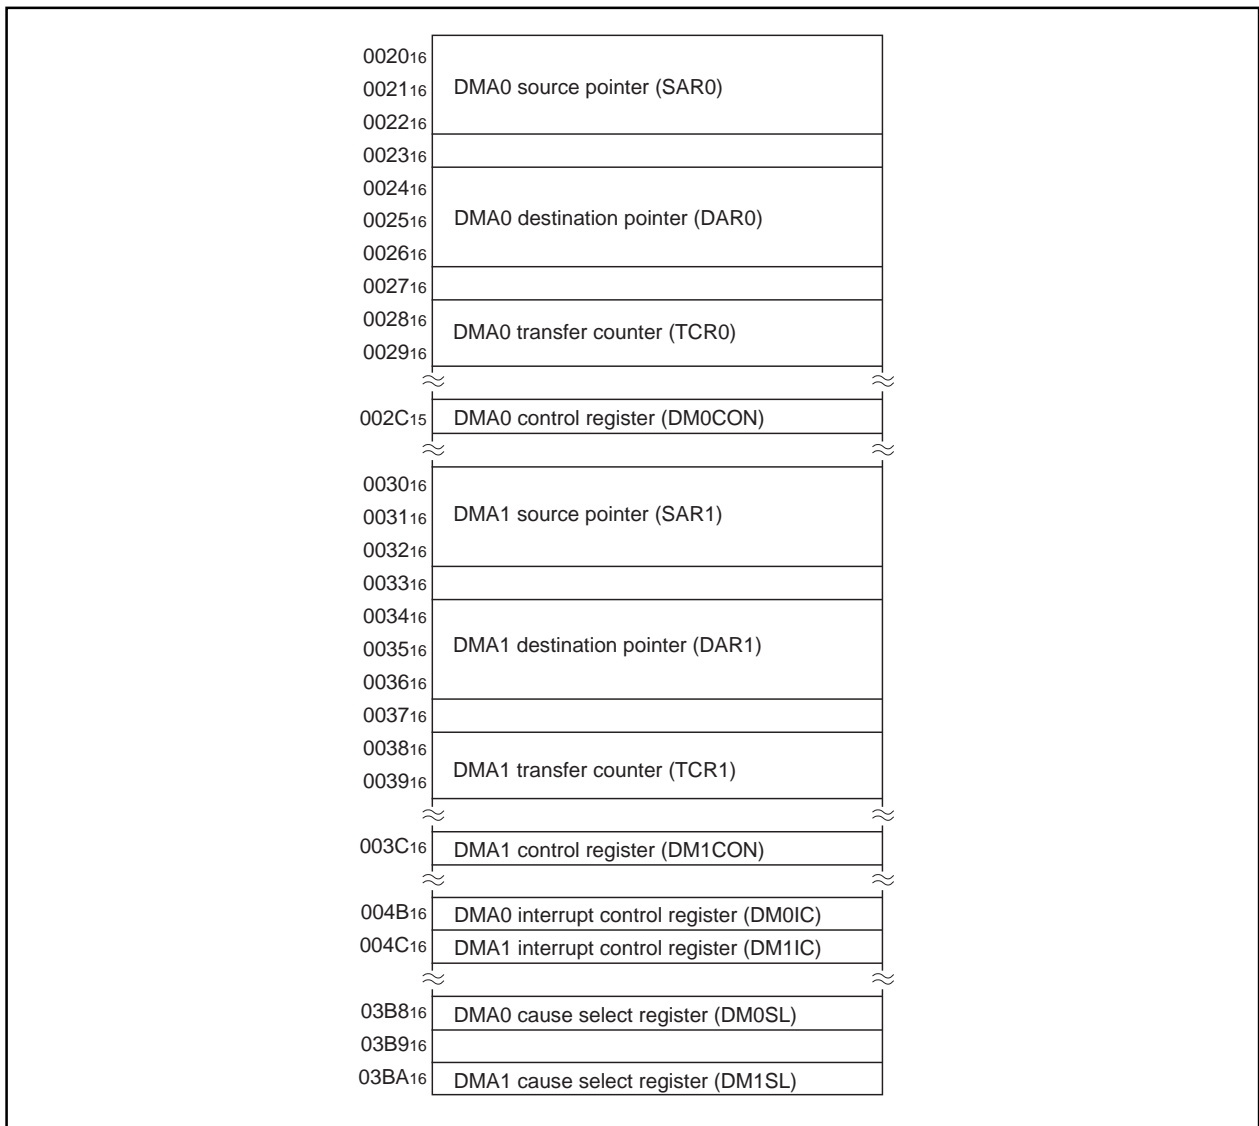 002016
002116 DMA0 source pointer (SAR0)
002216
002316
002416
002516 DMA0 destination pointer (DAR0)
002616
002716
002816
DMA0 transfer counter (TCR0)
002916
002C15 DMA0 control register (DM0CON)
003016
003116 DMA1 source pointer (SAR1)
003216
003316
003416
003516 DMA1 destination pointer (DAR1)
003616
003716
003816
DMA1 transfer counter (TCR1)
003916
003C16 DMA1 control register (DM1CON)
004B16 DMA0 interrupt control register (DM0IC)
004C16 DMA1 interrupt control register (DM1IC)
03B816 DMA0 cause select register (DM0SL)
03B916
03BA16 DMA1 cause select register (DM1SL)